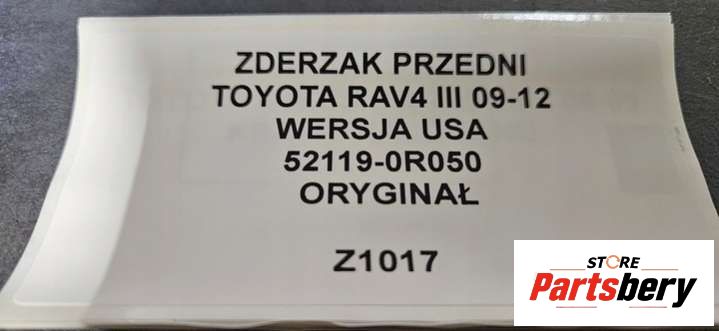 ZDERZAK PRZEDNI
TOYOTA RAV4 III 09-12
WERSJA USA
52119-0R050
ORYGINAŁ
Z1017
STORE
Partsbery